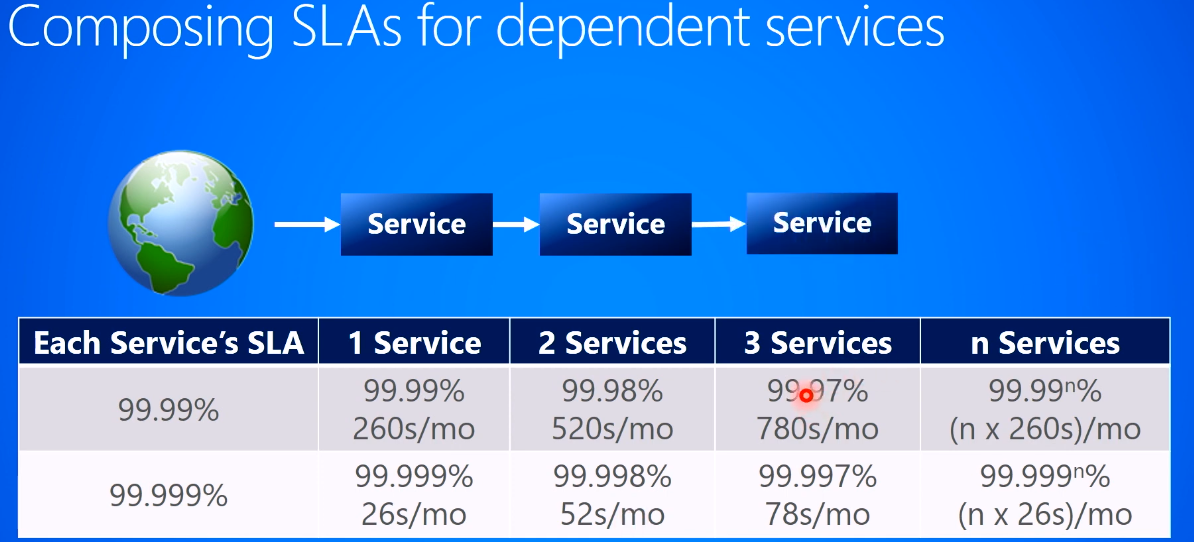 Composing SLAs for dependent services
Service
Service
Service
Each Service's SLA
1 Service
2 Services
3 Services
n Services
99.99%
99.99%
260s/mo
99.98%
520s/mo
99.97%
780s/mo
99.99ⁿ%
(n x 260s)/mo
99.999%
99.999%
26s/mo
99.998%
52s/mo
99.997%
78s/mo
99.999ⁿ%
(n x 26s)/mo